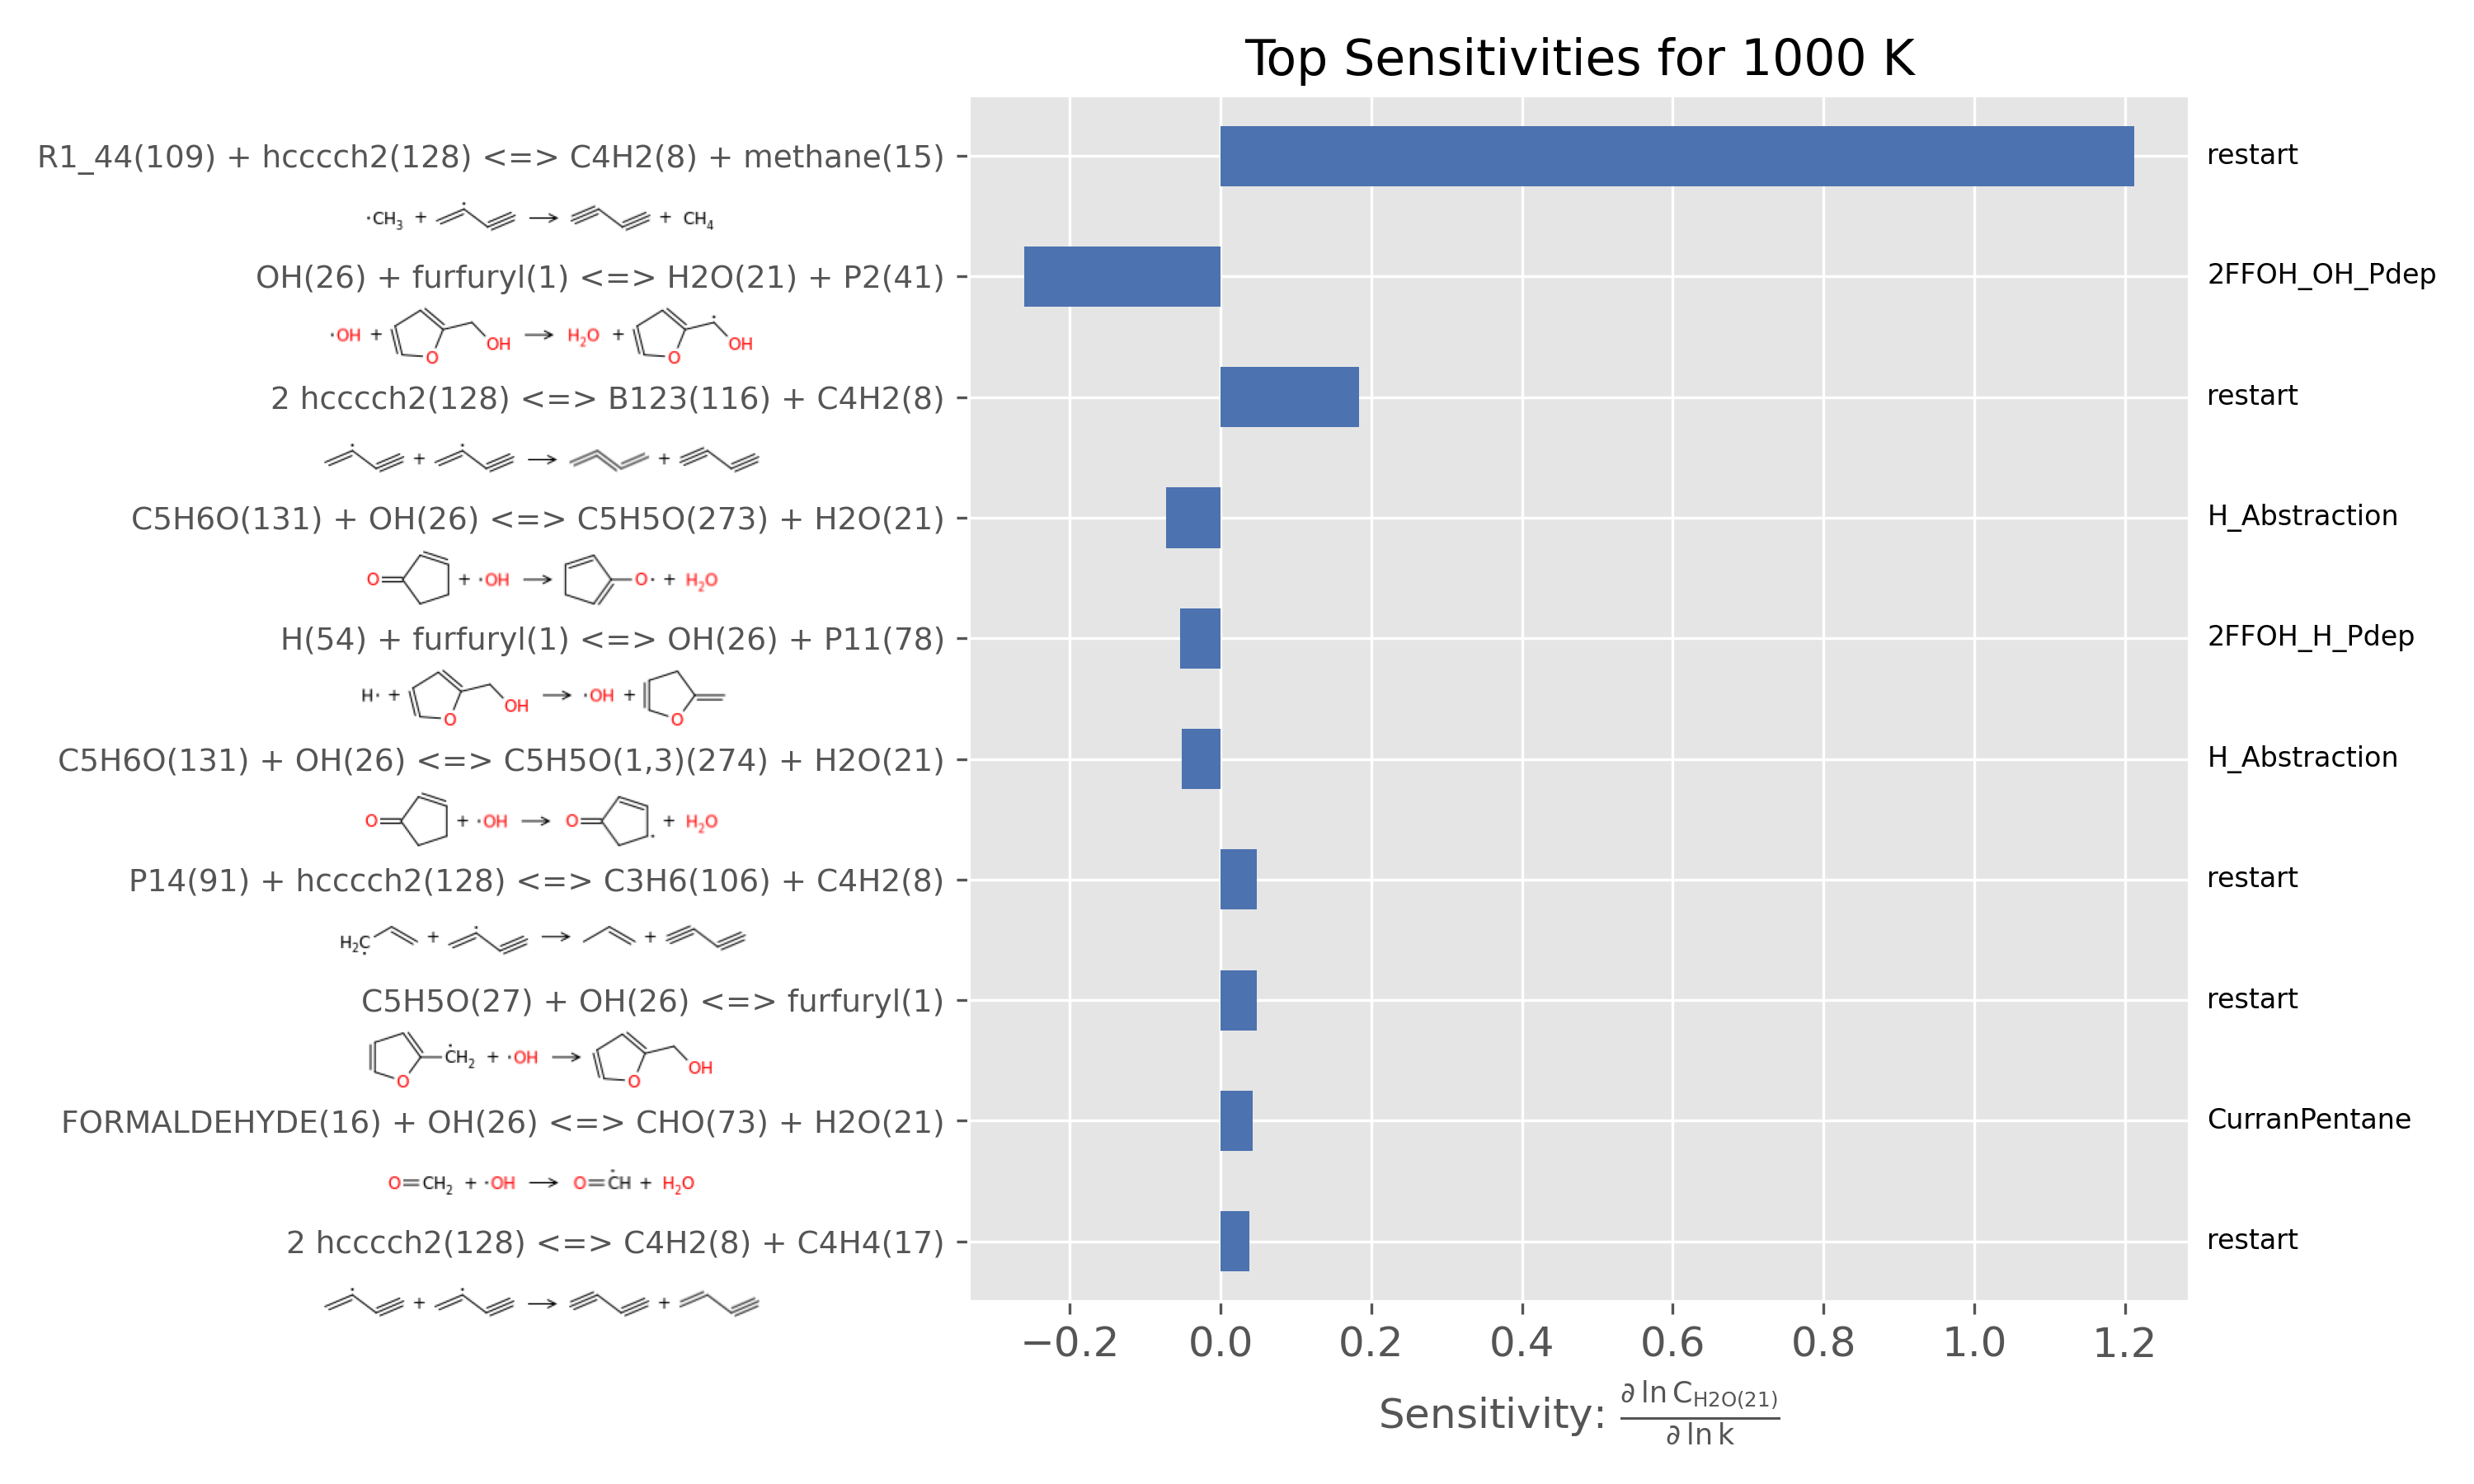 Top Sensitivities for 1000 K
R1_44(109) + hcccch2(128) <=> C4H2(8) + methane(15)
restart
·CH3 + → + CH4
OH(26) + furfuryl(1) <=> H2O(21) + P2(41)
2FFOH_OH_Pdep
·OH + O OH → H2O + O OH
2 hcccch2(128) <=> B123(116) + C4H2(8)
restart
+ → +
C5H6O(131) + OH(26) <=> C5H5O(273) + H2O(21)
H_Abstraction
O + ·OH → O· + H2O
H(54) + furfuryl(1) <=> OH(26) + P11(78)
2FFOH_H_Pdep
H· + O OH → ·OH + O
C5H6O(131) + OH(26) <=> C5H5O(1,3)(274) + H2O(21)
H_Abstraction
O + ·OH → O + H2O
P14(91) + hcccch2(128) <=> C3H6(106) + C4H2(8)
restart
H2C + → +
C5H5O(27) + OH(26) <=> furfuryl(1)
restart
O CH2 + ·OH → O OH
FORMALDEHYDE(16) + OH(26) <=> CHO(73) + H2O(21)
CurranPentane
O=CH2 + ·OH → O=CH + H2O
2 hcccch2(128) <=> C4H2(8) + C4H4(17)
restart
+ → +
−0.2 0.0 0.2 0.4 0.6 0.8 1.0 1.2
Sensitivity: ∂ ln C_H2O(21) / ∂ ln k